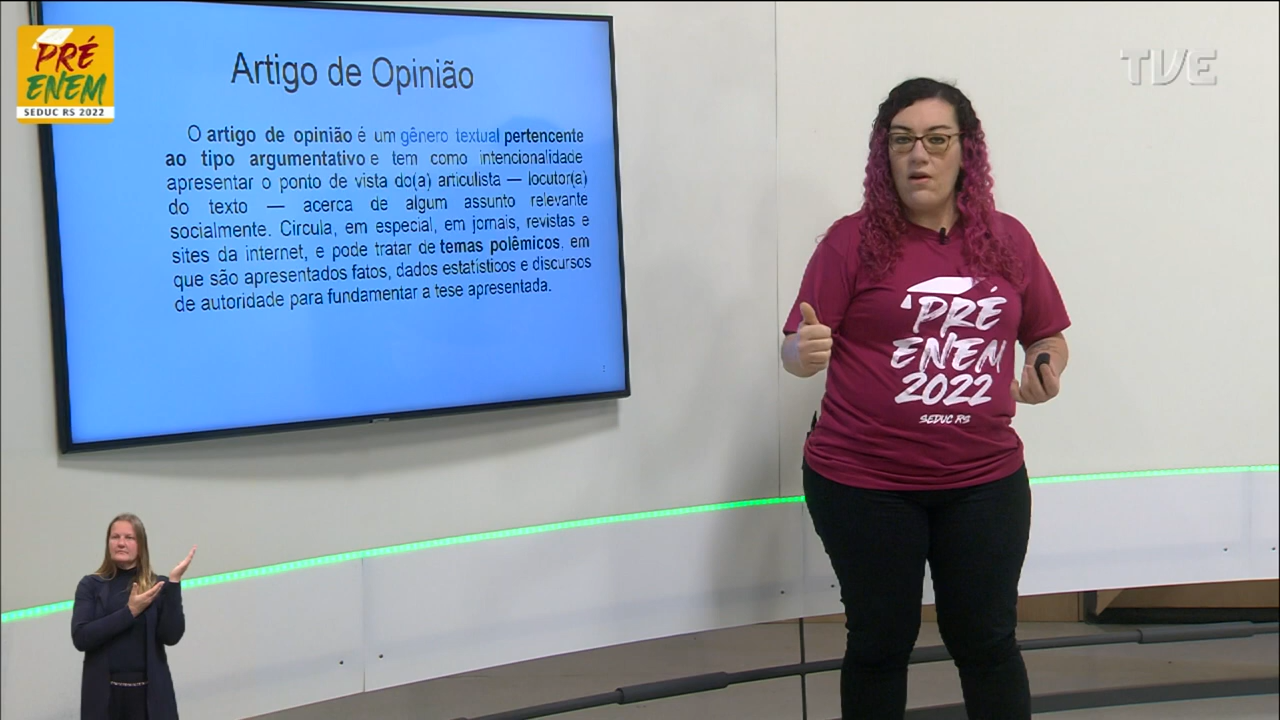 PRÉ
ENEM
SEDUC RS 2022
Artigo de Opinião
O artigo de opinião é um gênero textual pertencente
ao tipo argumentativo e tem como intencionalidade
apresentar o ponto de vista do(a) articulista — locutor(a)
do texto — acerca de algum assunto relevante
socialmente. Circula, em especial, em jornais, revistas e
sites da internet, e pode tratar de temas polêmicos, em
que são apresentados fatos, dados estatísticos e discursos
de autoridade para fundamentar a tese apresentada.
TVE
PRÉ
ENEM
2022
SEDUC RS